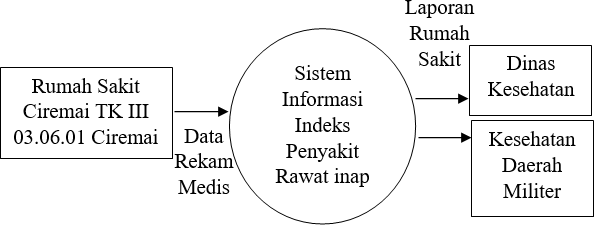 Rumah Sakit
Ciremai TK III
03.06.01 Ciremai
Data
Rekam
Medis
Sistem
Informasi
Indeks
Penyakit
Rawat inap
Laporan
Rumah
Sakit
Dinas
Kesehatan
Kesehatan
Daerah
Militer